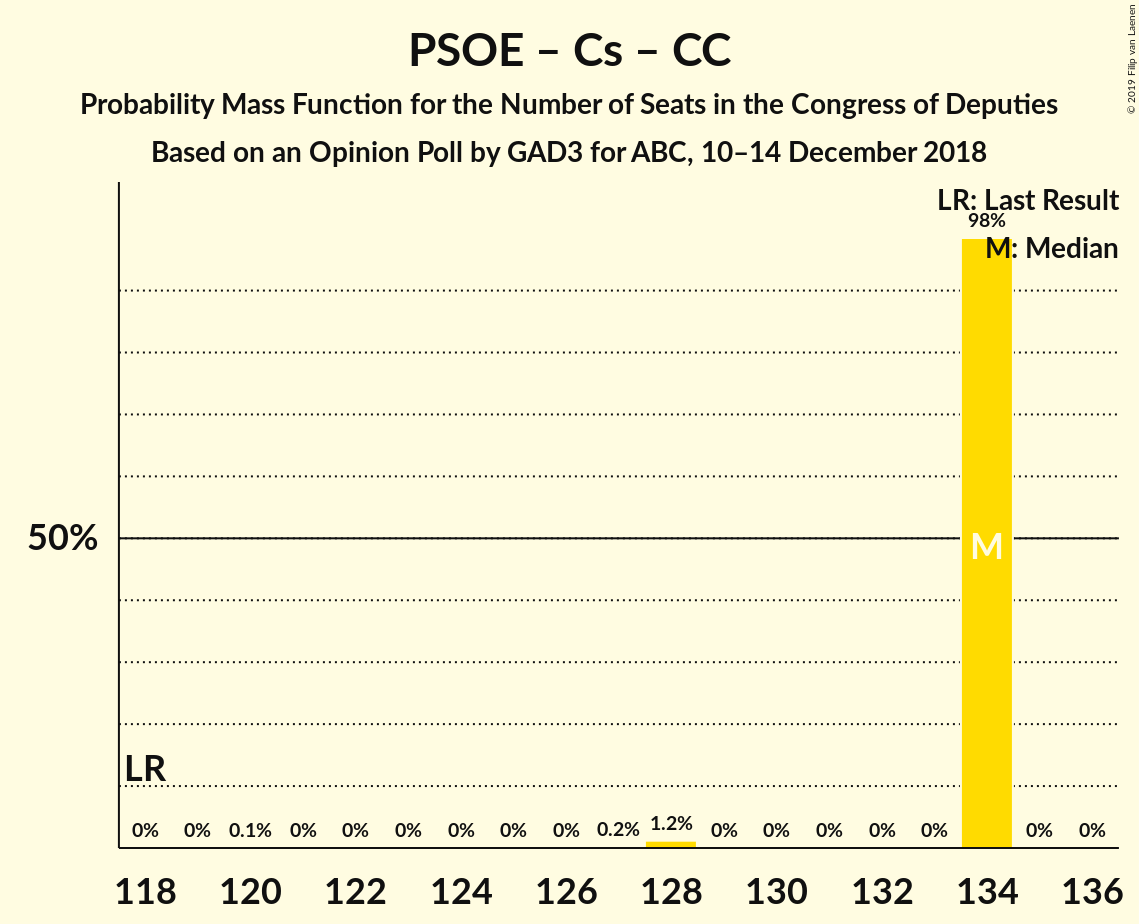 PSOE – Cs – CC
Probability Mass Function for the Number of Seats in the Congress of Deputies
Based on an Opinion Poll by GAD3 for ABC, 10–14 December 2018
© 2019 Filip van Laenen
LR: Last Result
98%
M: Median
50%
M
LR
0% 0% 0.1% 0% 0% 0% 0% 0% 0% 0.2% 1.2% 0% 0% 0% 0% 0% 0% 0%
118 120 122 124 126 128 130 132 134 136